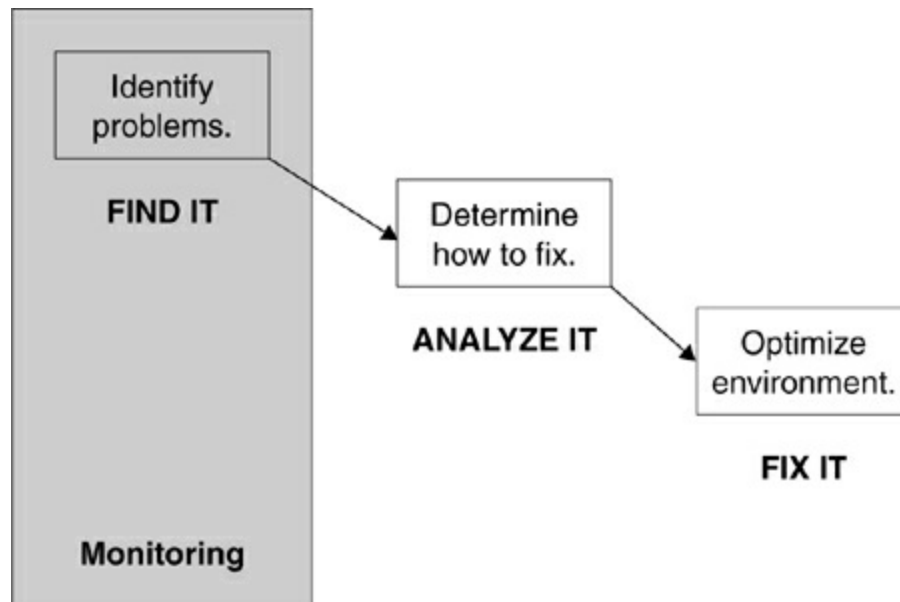 Identify
problems.
FIND IT
Determine
how to fix.
ANALYZE IT
Optimize
environment.
FIX IT
Monitoring